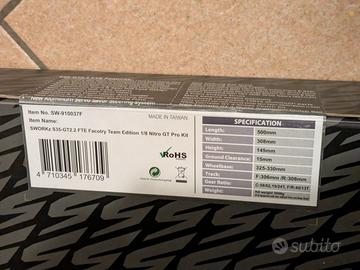 New Aluminum Servo saver steering system
Item No. SW-910037F
Item Name: MADE IN TAIWAN
SWORKz S35-GT2.2 FTE Facotry Team Edition 1/8 Nitro GT Pro Kit
RoHS
4 710345 176709
SPECIFICATION
Length: 500mm
Width: 308mm
Height: 145mm
Ground Clearance: 15mm
Wheelbase: 325-330mm
Track: F:306mm /R:306mm
Gear Ratio:
Weight:
subito